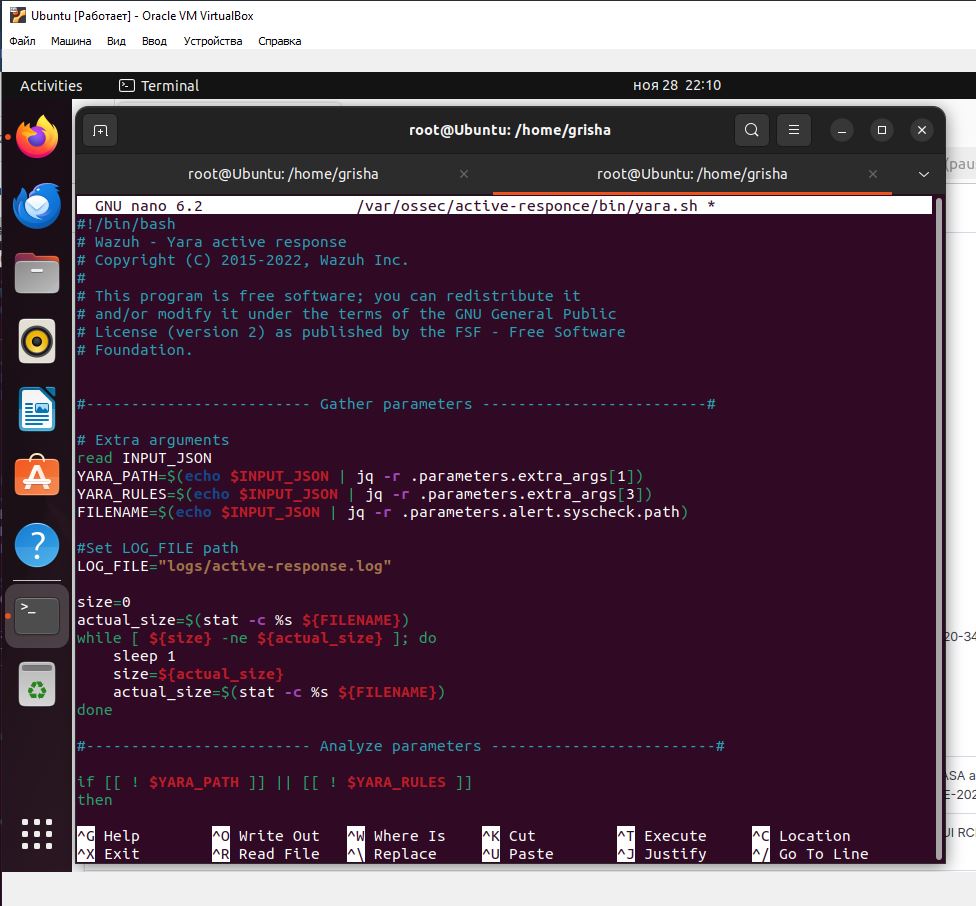 Ubuntu [Работает] - Oracle VM VirtualBox
Файл Машина Вид Ввод Устройства Справка
Activities Terminal ноя 28 22:10
root@Ubuntu: /home/grisha
root@Ubuntu: /home/grisha root@Ubuntu: /home/grisha
GNU nano 6.2 /var/ossec/active-responce/bin/yara.sh *
#!/bin/bash
# Wazuh - Yara active response
# Copyright (C) 2015-2022, Wazuh Inc.
#
# This program is free software; you can redistribute it
# and/or modify it under the terms of the GNU General Public
# License (version 2) as published by the FSF - Free Software
# Foundation.
#------------------------- Gather parameters -------------------------#
# Extra arguments
read INPUT_JSON
YARA_PATH=$(echo $INPUT_JSON | jq -r .parameters.extra_args[1])
YARA_RULES=$(echo $INPUT_JSON | jq -r .parameters.extra_args[3])
FILENAME=$(echo $INPUT_JSON | jq -r .parameters.alert.syscheck.path)
#Set LOG_FILE path
LOG_FILE="logs/active-response.log"
size=0
actual_size=$(stat -c %s ${FILENAME})
while [ ${size} -ne ${actual_size} ]; do
    sleep 1
    size=${actual_size}
    actual_size=$(stat -c %s ${FILENAME})
done
#------------------------- Analyze parameters -------------------------#
if [[ ! $YARA_PATH ]] || [[ ! $YARA_RULES ]]
then
^G Help ^O Write Out ^W Where Is ^K Cut ^T Execute ^C Location
^X Exit ^R Read File ^\ Replace ^U Paste ^J Justify ^/ Go To Line